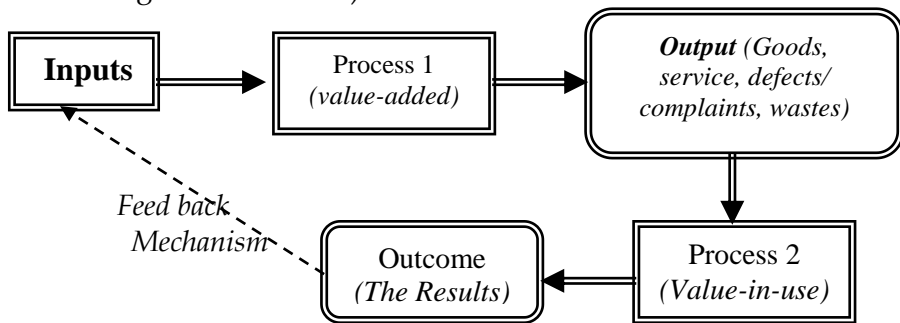 Inputs
Process 1
(value-added)
Output (Goods,
service, defects/
complaints, wastes)
Feed back
Mechanism
Outcome
(The Results)
Process 2
(Value-in-use)